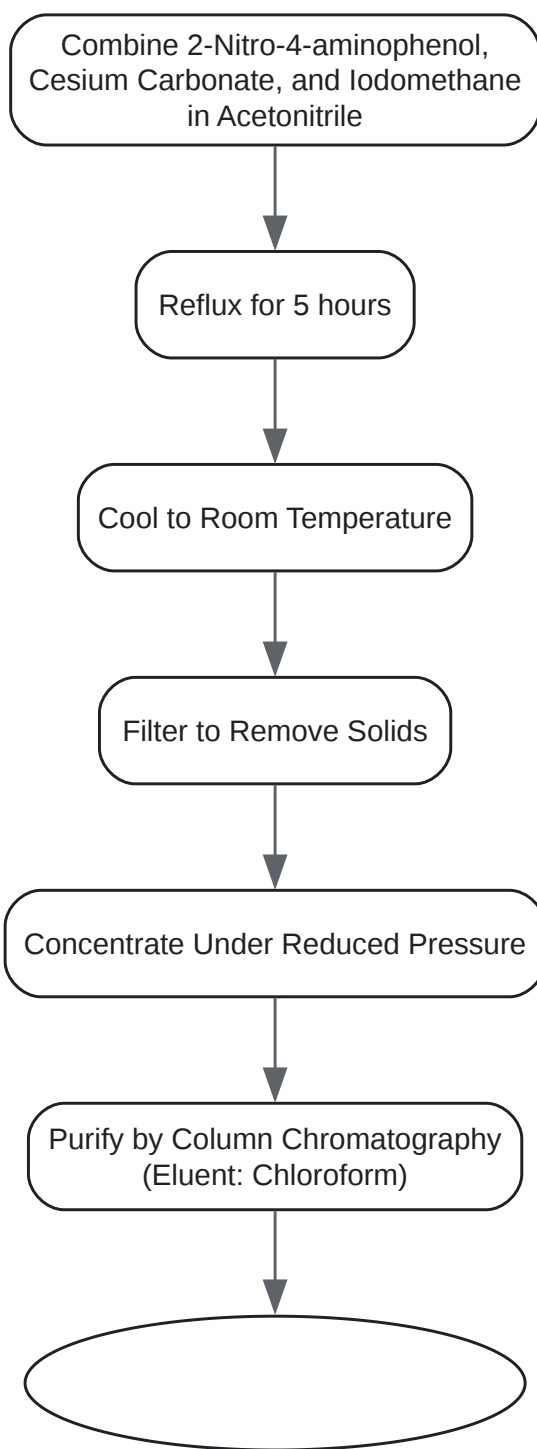 Combine 2-Nitro-4-aminophenol,
Cesium Carbonate, and Iodomethane
in Acetonitrile
Reflux for 5 hours
Cool to Room Temperature
Filter to Remove Solids
Concentrate Under Reduced Pressure
Purify by Column Chromatography
(Eluent: Chloroform)